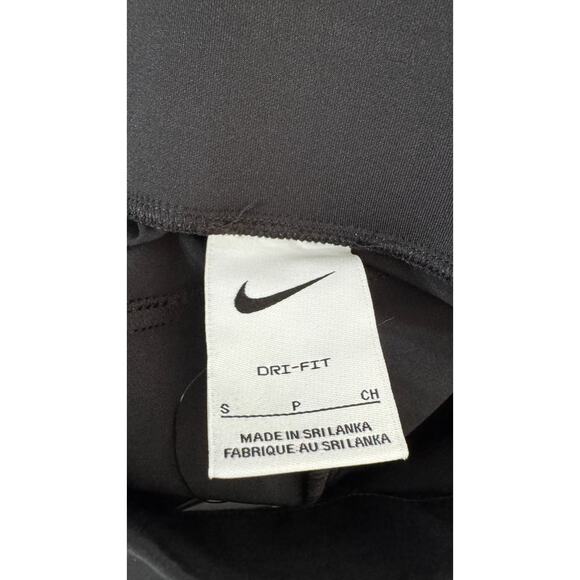 DRI-FIT
S P CH
MADE IN SRI LANKA
FABRIQUE AU SRI LANKA